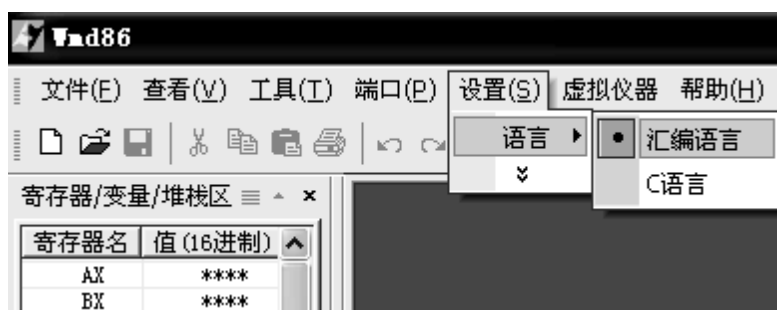 Wmd86
文件(F) 查看(V) 工具(T) 端口(P) 设置(S) 虚拟仪器 帮助(H)
语言 汇编语言
C语言
寄存器/变量/堆栈区
寄存器名 值(16进制)
AX ****
BX ****